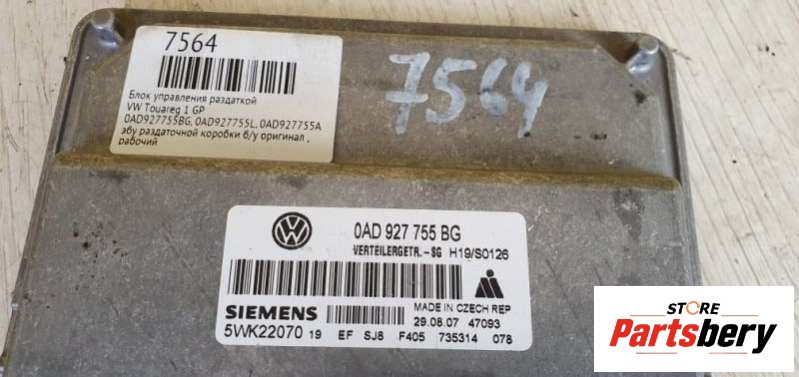 7564
Блок управления раздаткой
VW Touareg 1 GP
0AD927755BG, 0AD927755L, 0AD927755A
эбу раздаточной коробки б/у оригинал ,
рабочий
7564
0AD 927 755 BG
VERTEILERGETR.-SG H19/S0126
SIEMENS
MADE IN CZECH REP
29.08.07 47093
5WK22070 19 EF SJ8 F405 735314 078
STORE
Partsbery